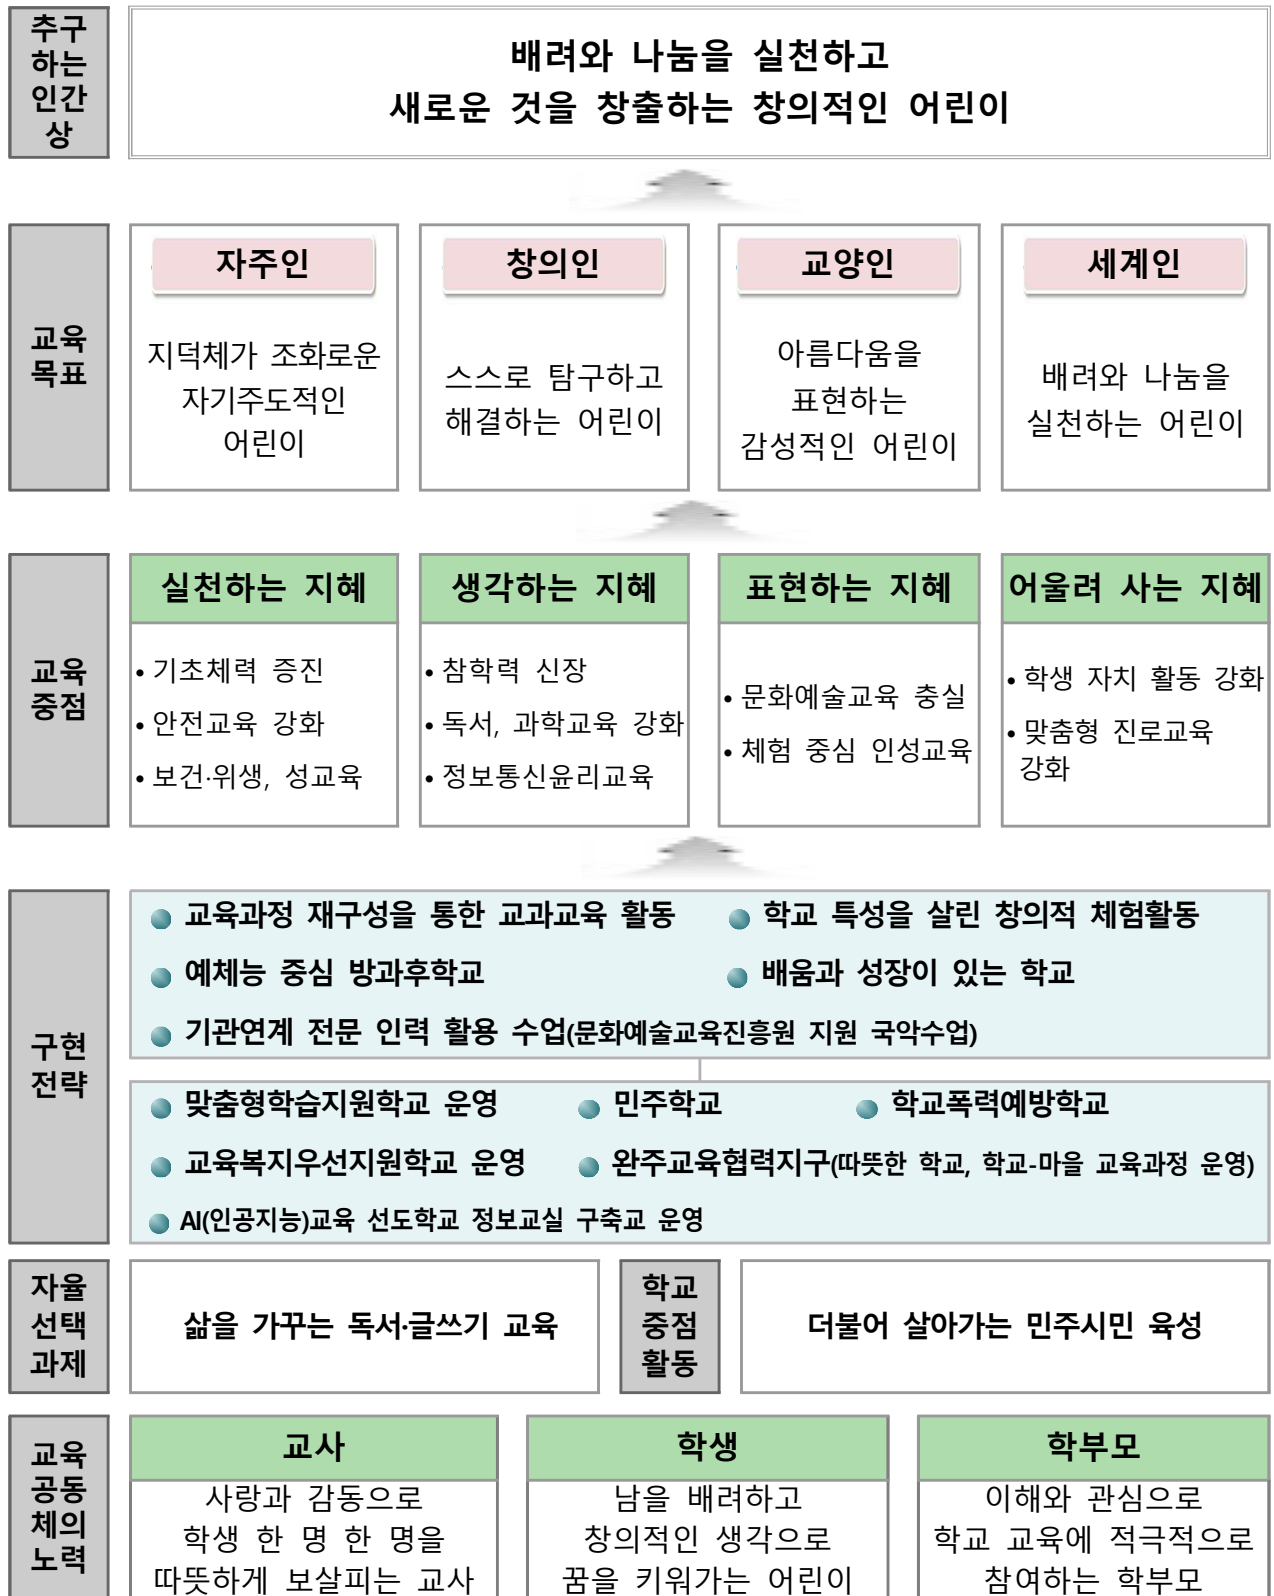 추구
하는
인간
상
배려와 나눔을 실천하고
새로운 것을 창출하는 창의적인 어린이
교육
목표
자주인
지덕체가 조화로운
자기주도적인
어린이
창의인
스스로 탐구하고
해결하는 어린이
교양인
아름다움을
표현하는
감성적인 어린이
세계인
배려와 나눔을
실천하는 어린이
교육
중점
실천하는 지혜
• 기초체력 증진
• 안전교육 강화
• 보건·위생, 성교육
생각하는 지혜
• 참학력 신장
• 독서, 과학교육 강화
• 정보통신윤리교육
표현하는 지혜
• 문화예술교육 충실
• 체험 중심 인성교육
어울려 사는 지혜
• 학생 자치 활동 강화
• 맞춤형 진로교육
강화
구현
전략
교육과정 재구성을 통한 교과교육 활동 학교 특성을 살린 창의적 체험활동
예체능 중심 방과후학교 배움과 성장이 있는 학교
기관연계 전문 인력 활용 수업(문화예술교육진흥원 지원 국악수업)
맞춤형학습지원학교 운영 민주학교 학교폭력예방학교
교육복지우선지원학교 운영 완주교육협력지구(따뜻한 학교, 학교-마을 교육과정 운영)
AI(인공지능)교육 선도학교 정보교실 구축교 운영
자율
선택
과제
삶을 가꾸는 독서·글쓰기 교육
학교
중점
활동
더불어 살아가는 민주시민 육성
교육
공동
체의
노력
교사
사랑과 감동으로
학생 한 명 한 명을
따뜻하게 보살피는 교사
학생
남을 배려하고
창의적인 생각으로
꿈을 키워가는 어린이
학부모
이해와 관심으로
학교 교육에 적극적으로
참여하는 학부모